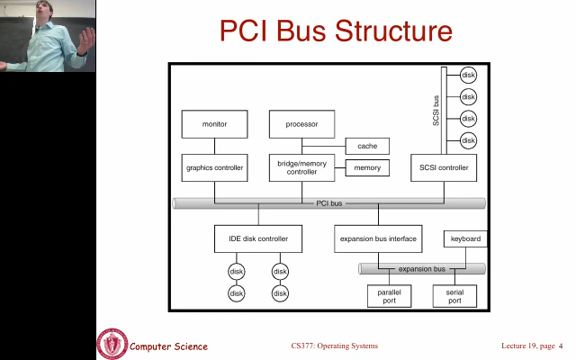 PCI Bus Structure
disk
disk
disk
disk
SCSI bus
monitor
processor
cache
graphics controller
bridge/memory
controller
memory
SCSI controller
PCI bus
IDE disk controller
expansion bus interface
keyboard
disk
disk
disk
disk
expansion bus
parallel
port
serial
port
Computer Science
CS377: Operating Systems
Lecture 19, page 4